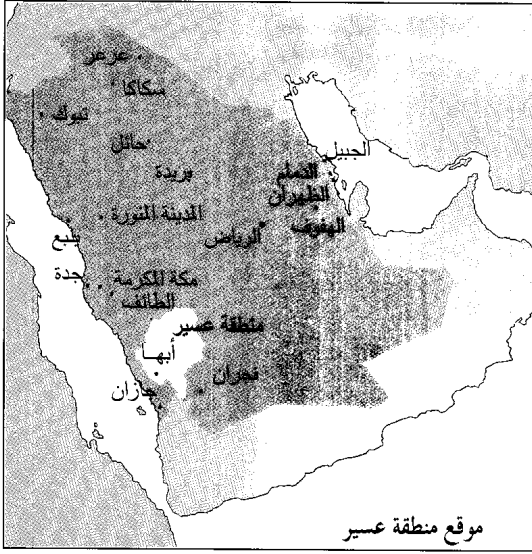 عرعر
سكاكا
تبوك
حائل
الجبيل
بريدة
الدمام
الظهران
المدينة المنورة
الهفوف
الرياض
ينبع
مكة المكرمة
جدة
الطائف
منطقة عسير
أبها
نجران
جازان
موقع منطقة عسير